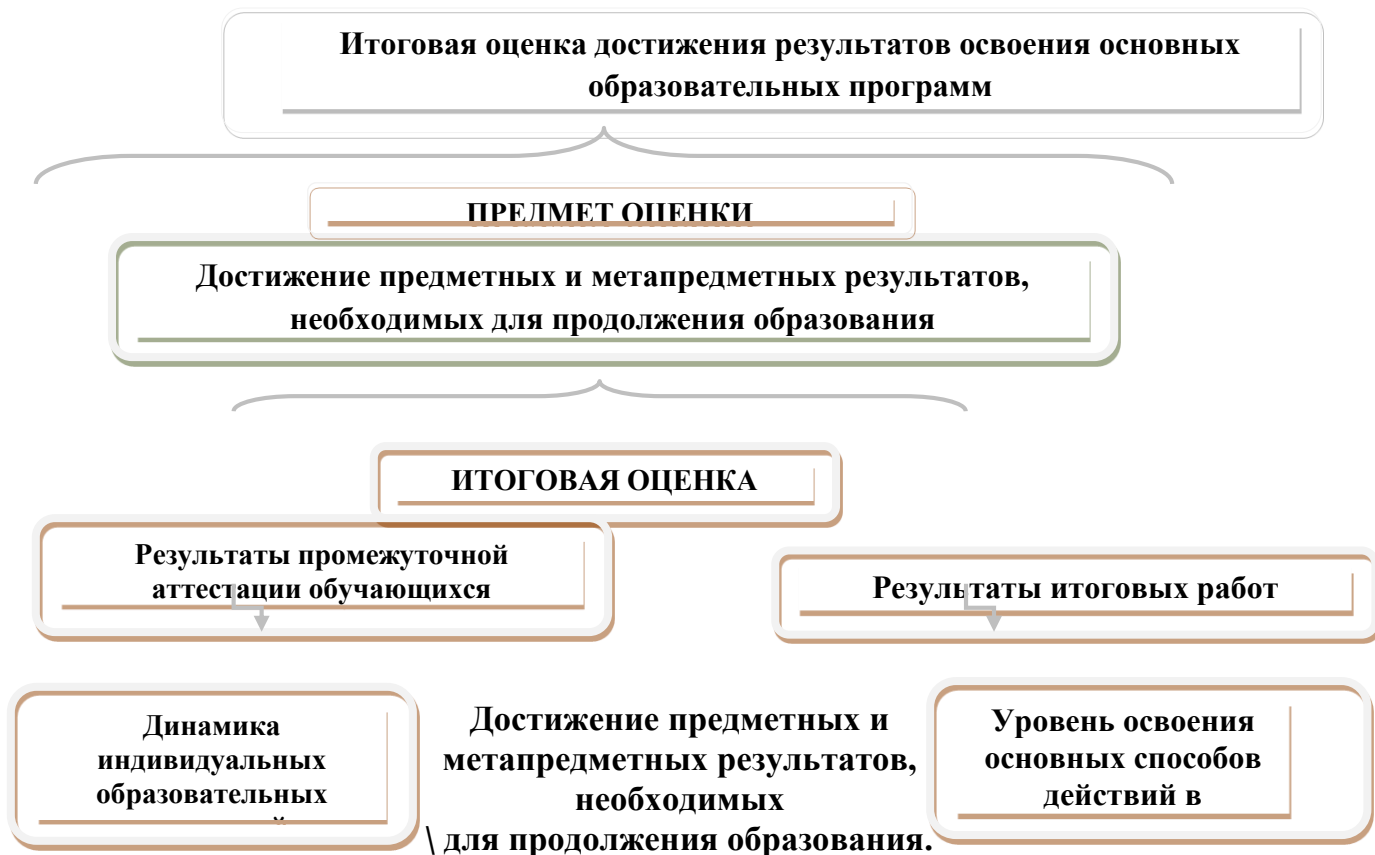 Итоговая оценка достижения результатов освоения основных
образовательных программ
ПРЕДМЕТ ОЦЕНКИ
Достижение предметных и метапредметных результатов,
необходимых для продолжения образования
ИТОГОВАЯ ОЦЕНКА
Результаты промежуточной
аттестации обучающихся
Результаты итоговых работ
Динамика
индивидуальных
образовательных
Достижение предметных и
метапредметных результатов,
необходимых
\ для продолжения образования.
Уровень освоения
основных способов
действий в